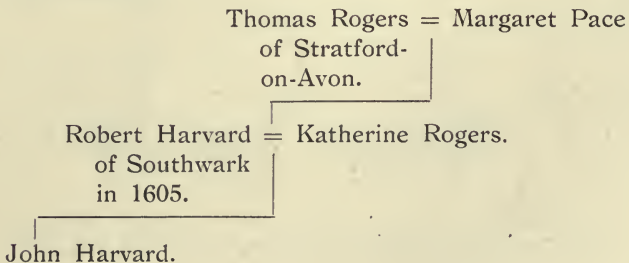 Thomas Rogers = Margaret Pace
of Stratford-
on-Avon.
Robert Harvard = Katherine Rogers.
of Southwark
in 1605.
John Harvard.